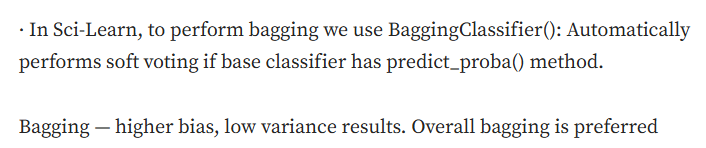 · In Sci-Learn, to perform bagging we use BaggingClassifier(): Automatically
performs soft voting if base classifier has predict_proba() method.
Bagging — higher bias, low variance results. Overall bagging is preferred